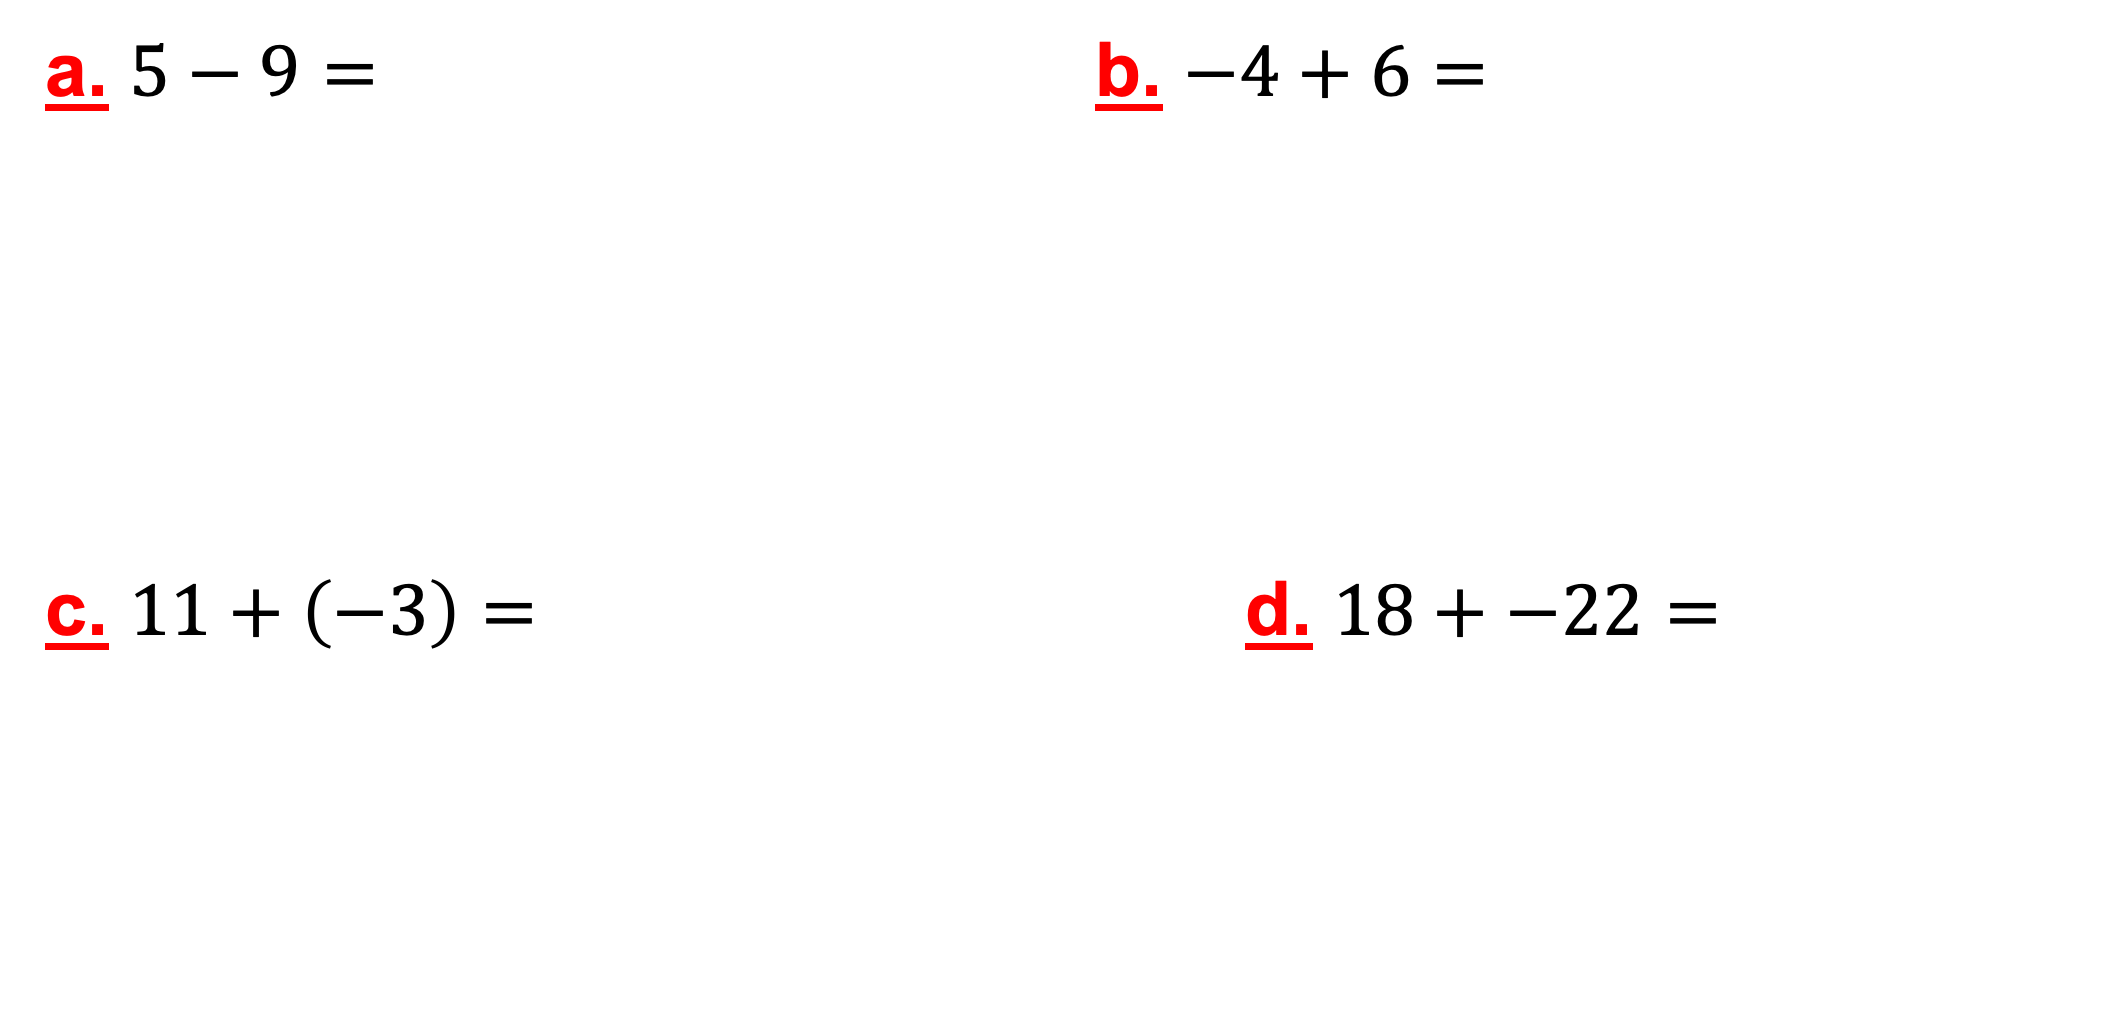 a. 5 − 9 =
b. −4 + 6 =
c. 11 + (−3) =
d. 18 + −22 =